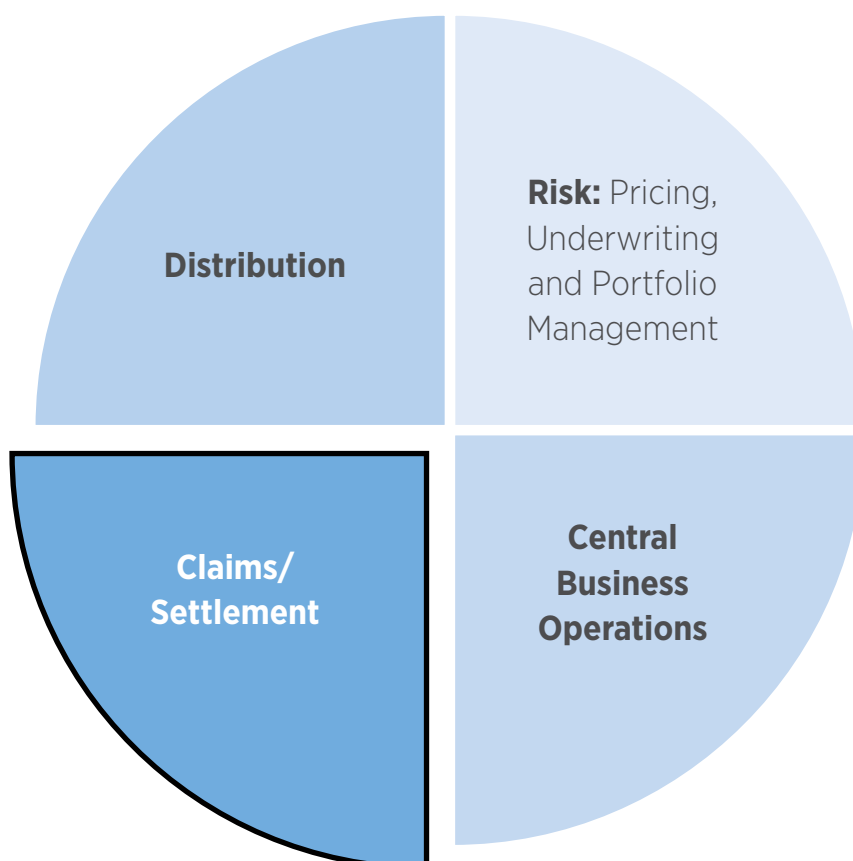 Distribution
Risk: Pricing,
Underwriting
and Portfolio
Management
Claims/
Settlement
Central
Business
Operations